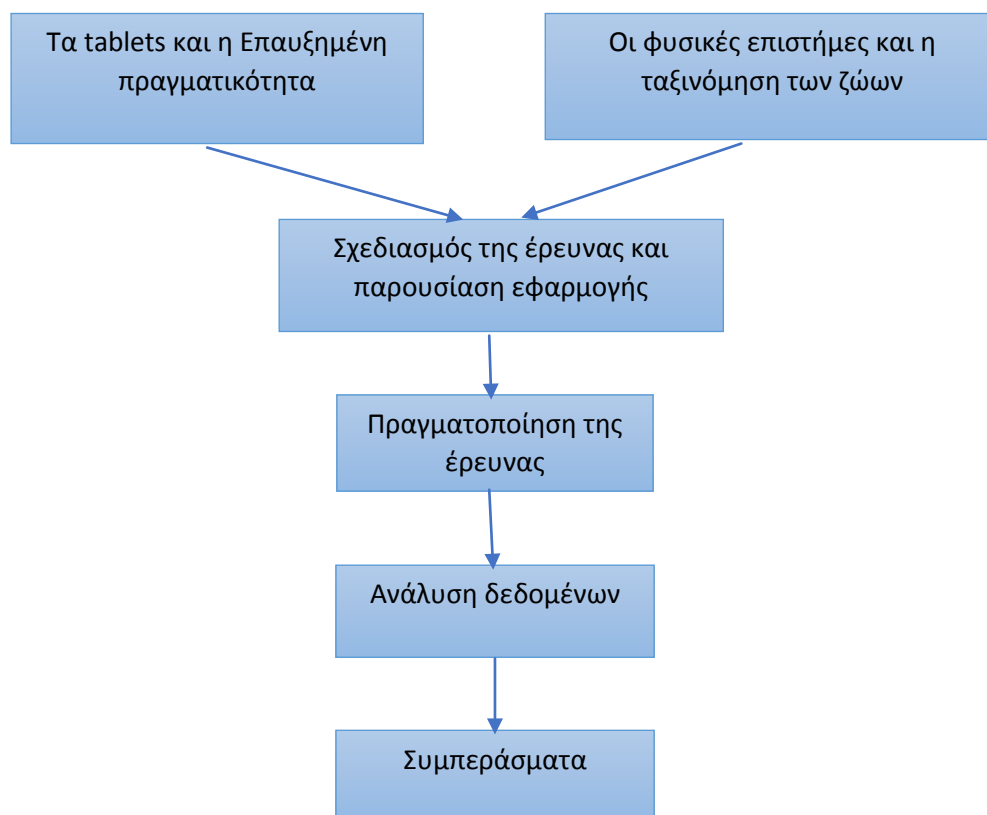 Τα tablets και η Επαυξημένη
πραγματικότητα
Οι φυσικές επιστήμες και η
ταξινόμηση των ζώων
Σχεδιασμός της έρευνας και
παρουσίαση εφαρμογής
Πραγματοποίηση της
έρευνας
Ανάλυση δεδομένων
Συμπεράσματα